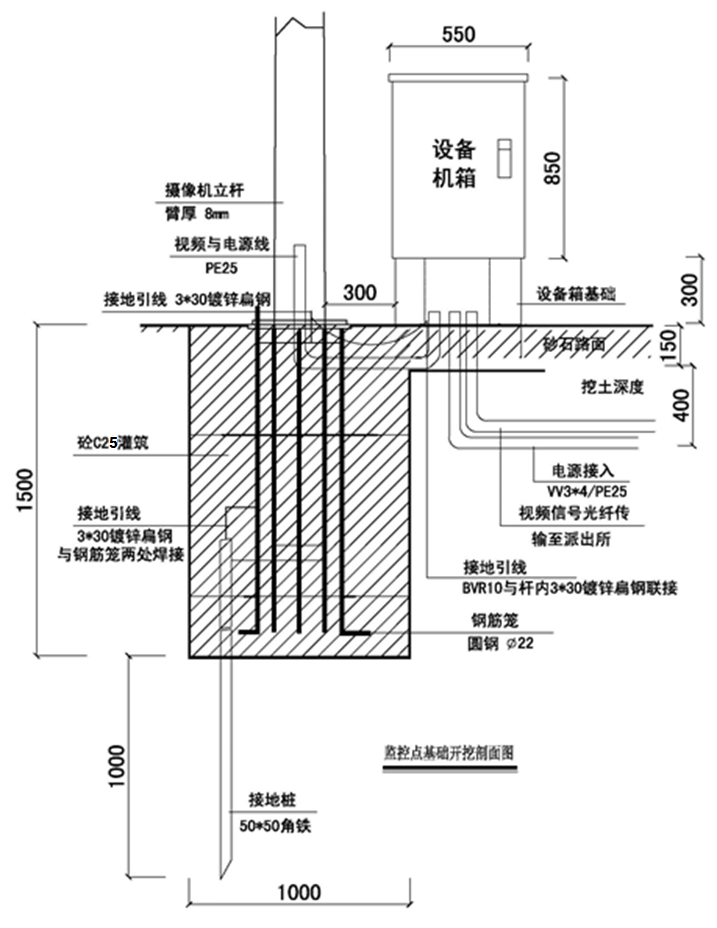 550
设备
机箱
850
摄像机立杆
臂厚 8mm
视频与电源线
PE25
接地引线 3*30镀锌扁钢
300
设备箱基础
300
砂石路面
150
挖土深度
400
砼C25灌筑
1500
电源接入
VV3*4/PE25
接地引线
3*30镀锌扁钢
与钢筋笼两处焊接
视频信号光纤传
输至派出所
接地引线
BVR10与杆内3*30镀锌扁钢联接
钢筋笼
圆钢 ∅22
监控点基础开挖剖面图
1000
接地桩
50*50角铁
1000